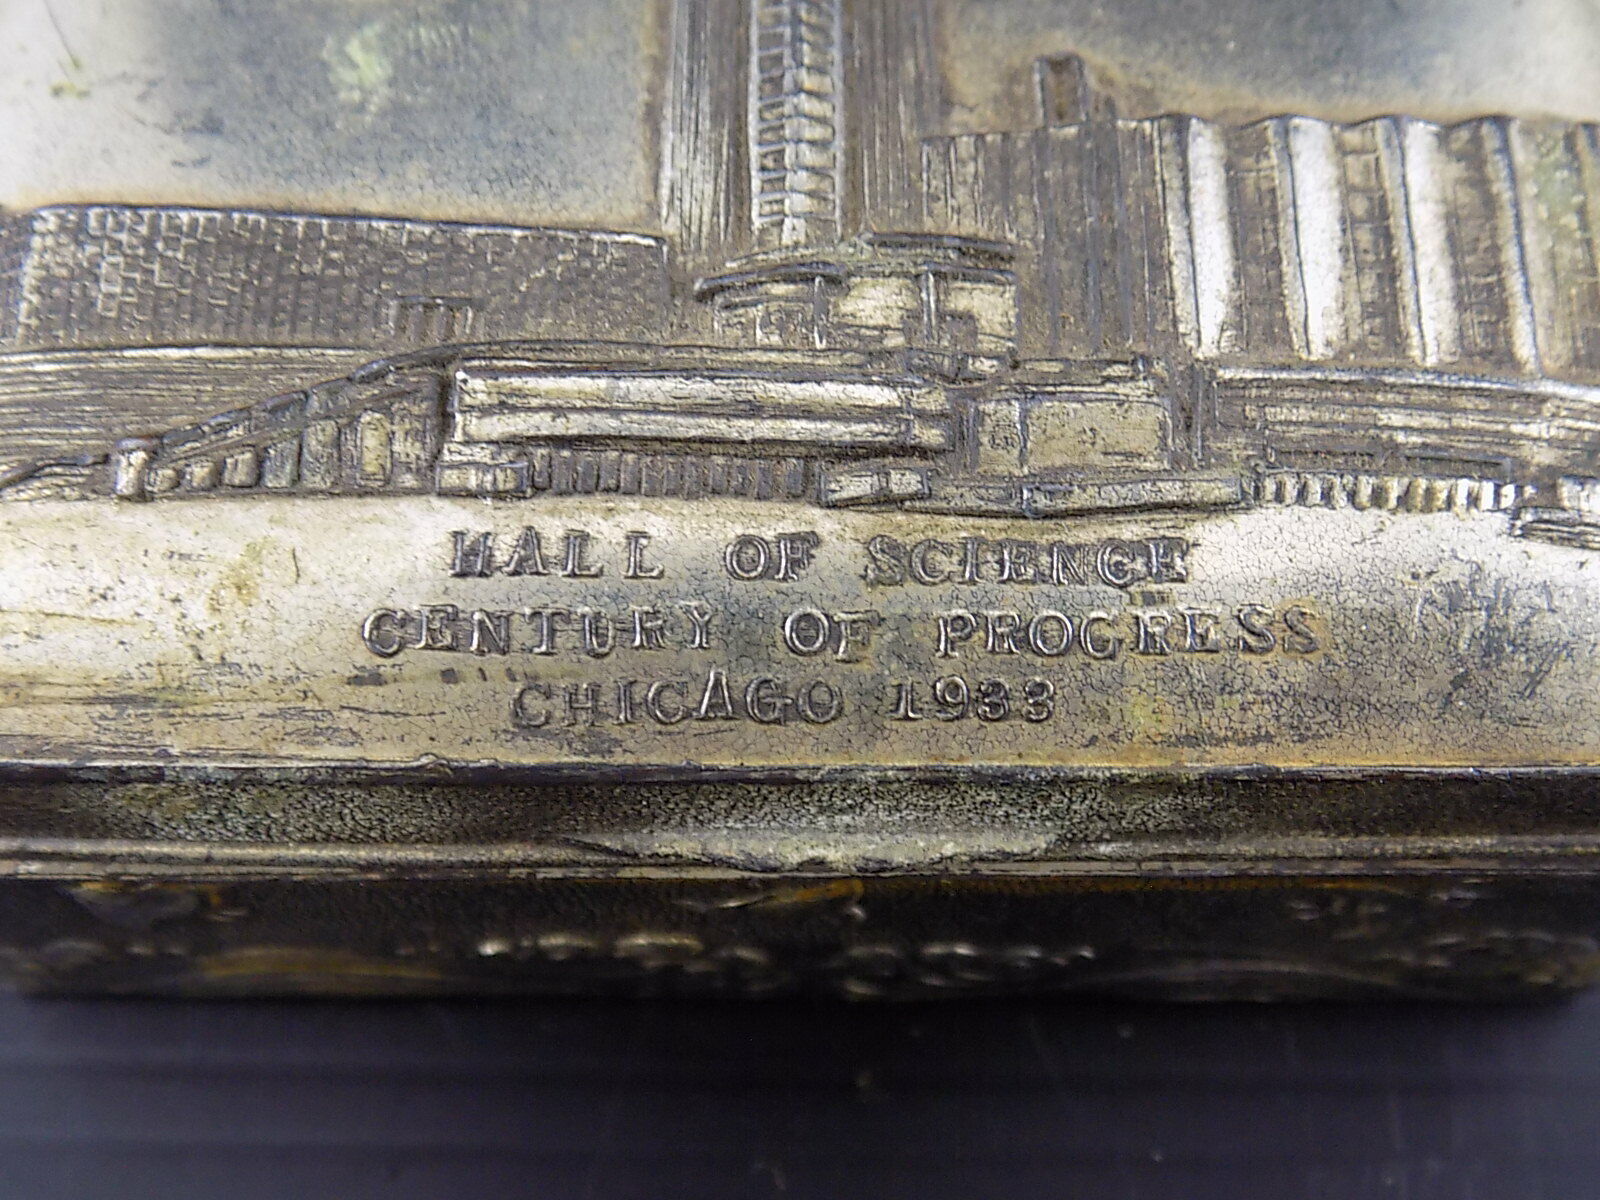 HALL OF SCIENCE
CENTURY OF PROGRESS
CHICAGO 1933